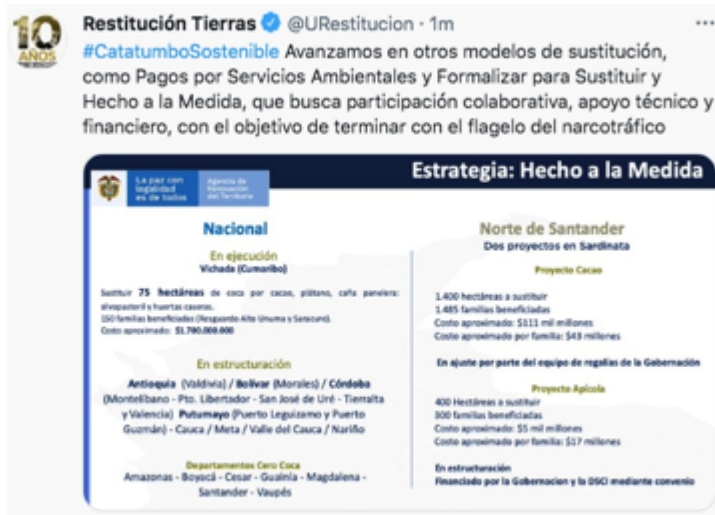 10
AÑOS
Restitución Tierras @URestitucion · 1m
#CatatumboSostenible Avanzamos en otros modelos de sustitución,
como Pagos por Servicios Ambientales y Formalizar para Sustituir y
Hecho a la Medida, que busca participación colaborativa, apoyo técnico y
financiero, con el objetivo de terminar con el flagelo del narcotráfico
La paz con
legalidad
es de todos
Agencia de
Renovación
del Territorio
Estrategia: Hecho a la Medida
Nacional
En ejecución
Vichada (Cumaribo)
Sustituir 75 hectáreas de coca por cacao, plátano, caña panelera:
silvopastoril y huertas caseras.
150 familias beneficiadas (Resguardo Alto Unuma y Saracure).
Costo aproximado: $1.700.000.000
En estructuración
Antioquia (Valdivia) / Bolívar (Morales) / Córdoba
(Montelíbano - Pto. Libertador - San José de Uré - Tierralta
y Valencia) Putumayo (Puerto Leguizamo y Puerto
Guzmán) - Cauca / Meta / Valle del Cauca / Nariño
Departamentos Cero Coca
Amazonas - Boyacá - Cesar - Guainía - Magdalena -
Santander - Vaupés
Norte de Santander
Dos proyectos en Sardinata
Proyecto Cacao
1.400 hectáreas a sustituir
1.485 familias beneficiadas
Costo aproximado: $111 mil millones
Costo aproximado por familia: $43 millones
En ajuste por parte del equipo de regalías de la Gobernación
Proyecto Apícola
400 Hectáreas a sustituir
300 familias beneficiadas
Costo aproximado: $5 mil millones
Costo aproximado por familia: $17 millones
En estructuración
Financiado por la Gobernacion y la DSCI mediante convenio